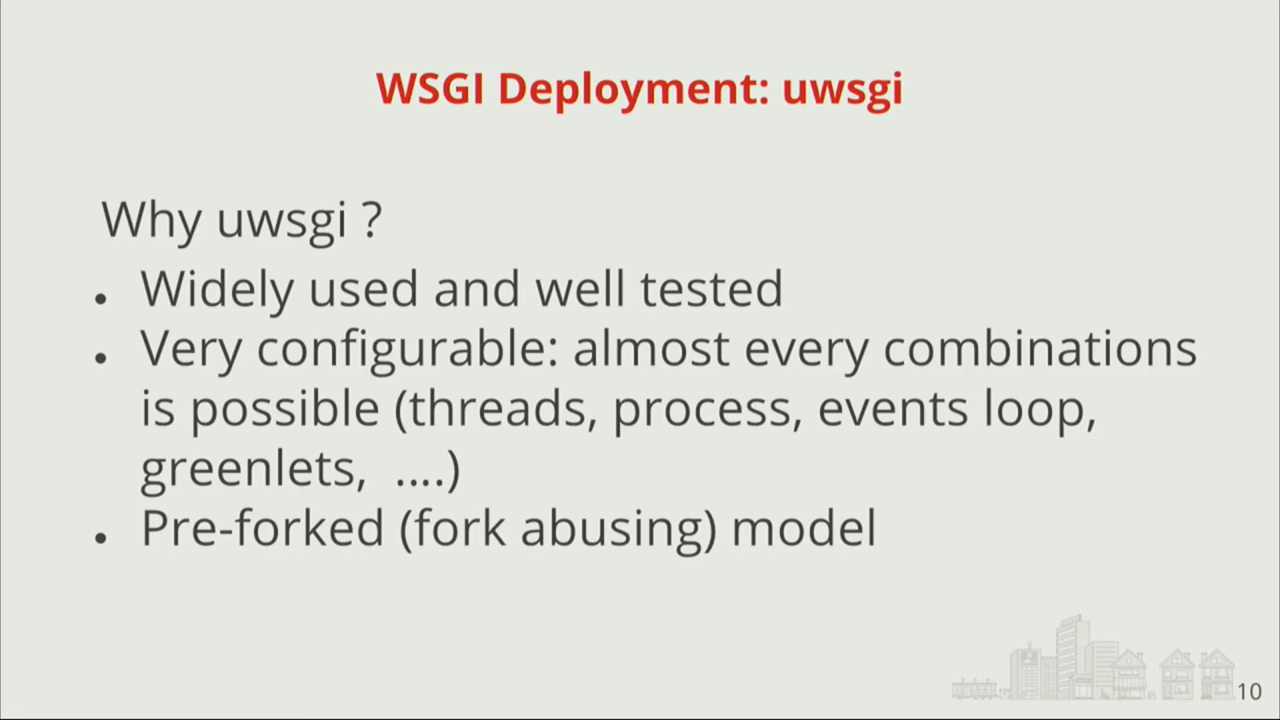 WSGI Deployment: uwsgi
Why uwsgi ?
• Widely used and well tested
• Very configurable: almost every combinations
is possible (threads, process, events loop,
greenlets,  ....)
• Pre-forked (fork abusing) model
10